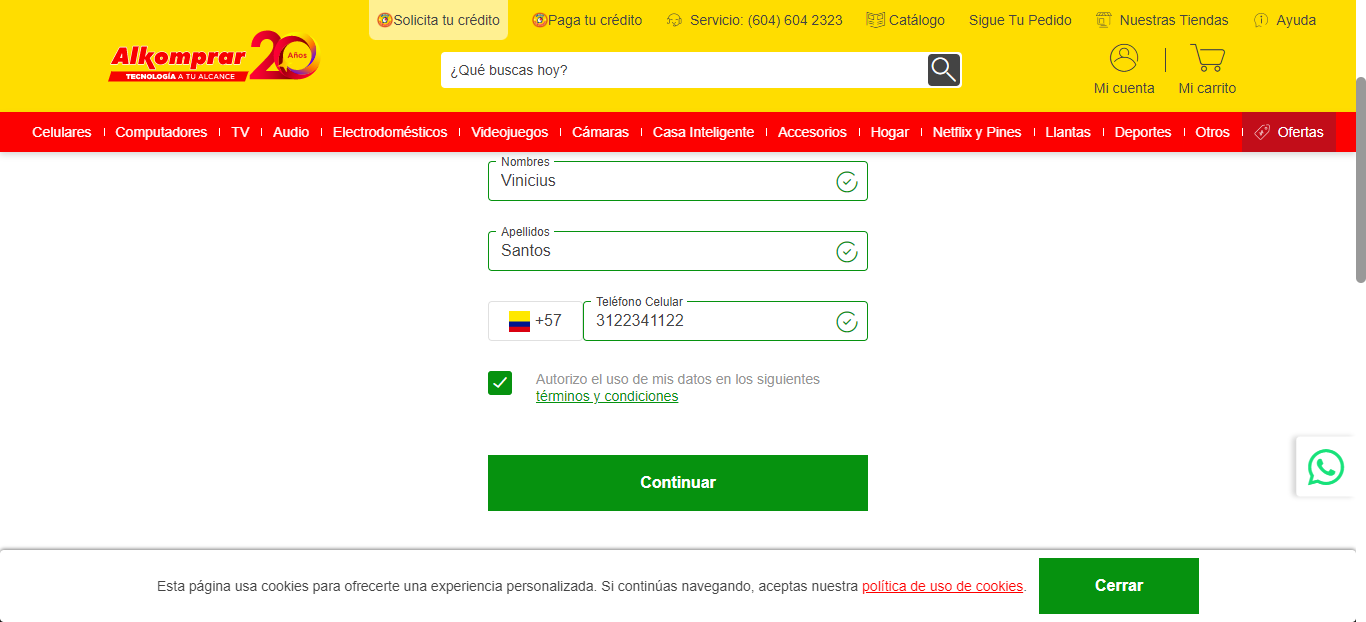 Solicita tu crédito
Paga tu crédito
Servicio: (604) 604 2323
Catálogo
Sigue Tu Pedido
Nuestras Tiendas
Ayuda
Alkomprar 20 Años
TECNOLOGÍA A TU ALCANCE
¿Qué buscas hoy?
Mi cuenta
Mi carrito
Celulares
Computadores
TV
Audio
Electrodomésticos
Videojuegos
Cámaras
Casa Inteligente
Accesorios
Hogar
Netflix y Pines
Llantas
Deportes
Otros
Ofertas
Nombres
Vinicius
Apellidos
Santos
Teléfono Celular
+57 3122341122
Autorizo el uso de mis datos en los siguientes
términos y condiciones
Continuar
Esta página usa cookies para ofrecerte una experiencia personalizada. Si continúas navegando, aceptas nuestra política de uso de cookies.
Cerrar